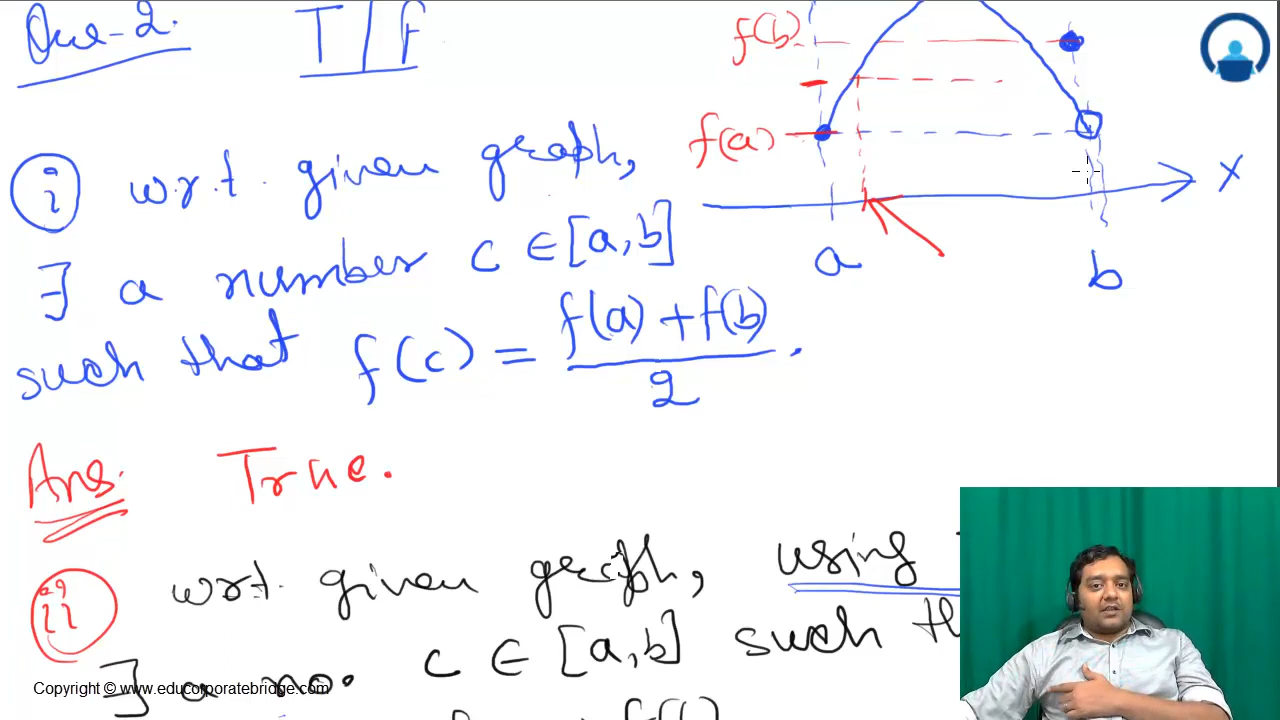 Que-2. T/F
(i) w.r.t. given graph,
∃ a number c ∈ [a,b]
such that f(c) = f(a)+f(b)/2.
Ans. True.
(ii) wrt. given graph, using
∃ a no. c ∈ [a,b] such th
f(b)
f(a)
X
a
b
Copyright © www.educorporatebridge.com